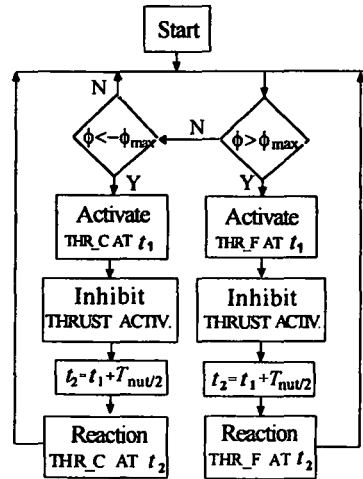 Start
N
ϕ<-ϕmax
N
ϕ>ϕmax
Y
Y
Activate
THR_C AT t1
Activate
THR_F AT t1
Inhibit
THRUST ACTIV.
Inhibit
THRUST ACTIV.
t2=t1+Tnut/2
t2=t1+Tnut/2
Reaction
THR_C AT t2
Reaction
THR_F AT t2